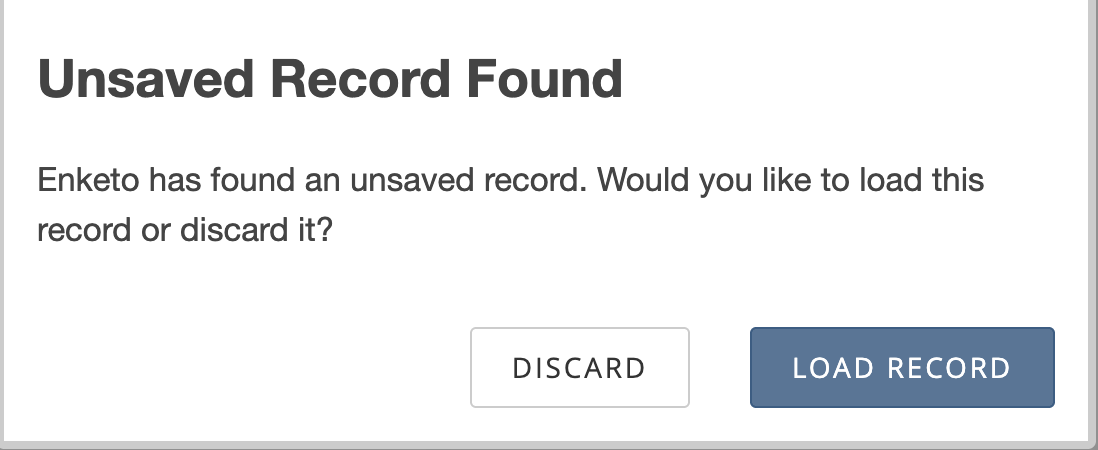 Unsaved Record Found
Enketo has found an unsaved record. Would you like to load this
record or discard it?
DISCARD
LOAD RECORD